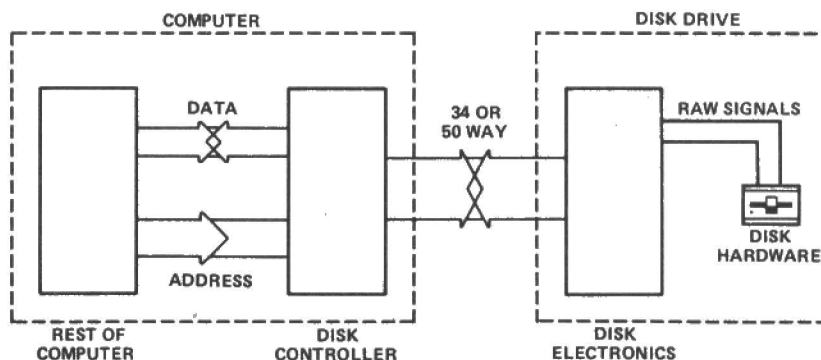 COMPUTER
DISK DRIVE
DATA
34 OR
50 WAY
RAW SIGNALS
ADDRESS
DISK
HARDWARE
REST OF
COMPUTER
DISK
CONTROLLER
DISK
ELECTRONICS